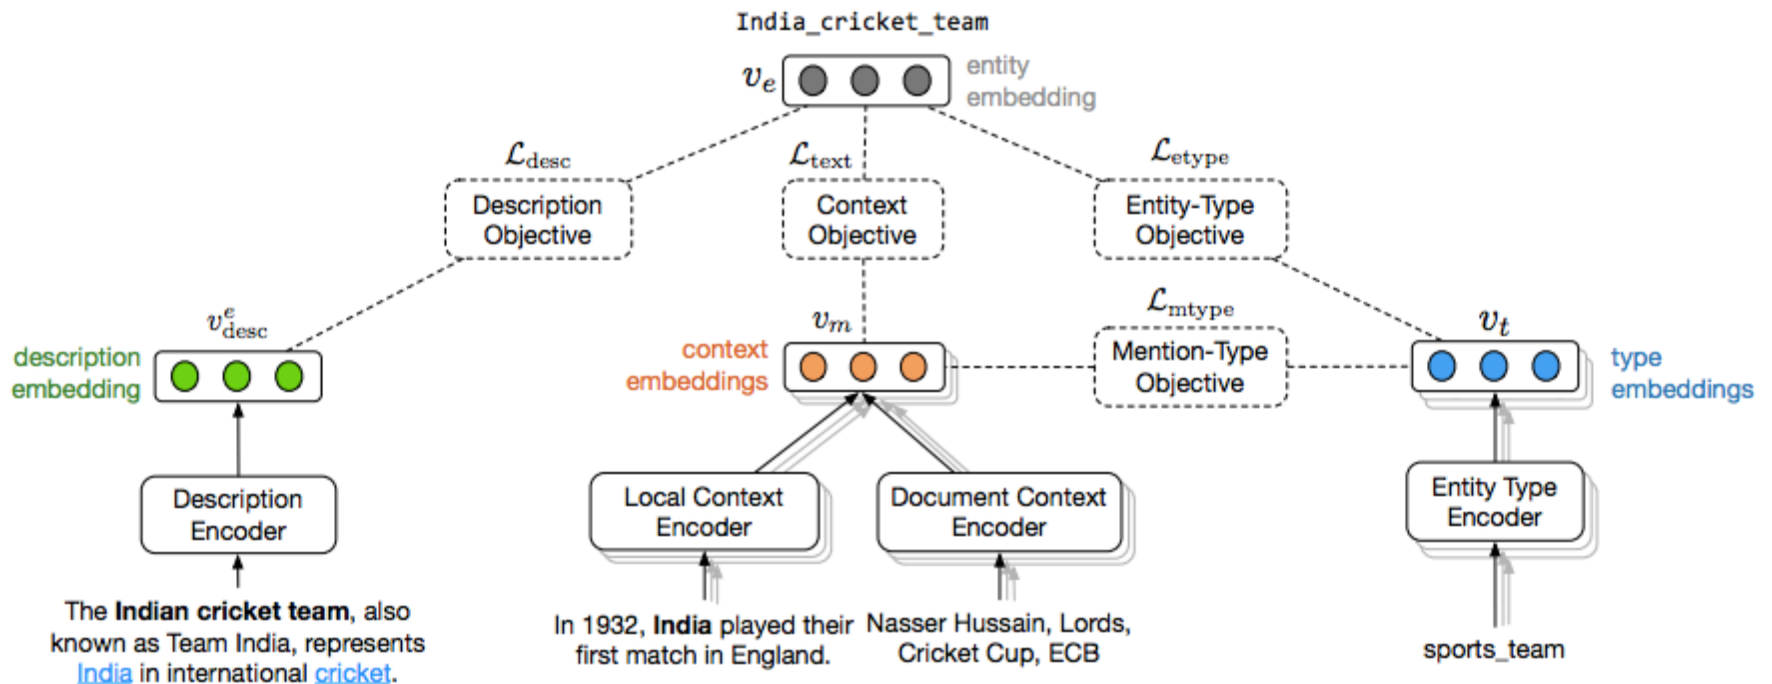 India_cricket_team
v_e
entity
embedding
L_desc
L_text
L_etype
Description
Objective
Context
Objective
Entity-Type
Objective
v^e_desc
v_m
L_mtype
v_t
description
embedding
context
embeddings
Mention-Type
Objective
type
embeddings
Description
Encoder
Local Context
Encoder
Document Context
Encoder
Entity Type
Encoder
The Indian cricket team, also
known as Team India, represents
India in international cricket.
In 1932, India played their
first match in England.
Nasser Hussain, Lords,
Cricket Cup, ECB
sports_team